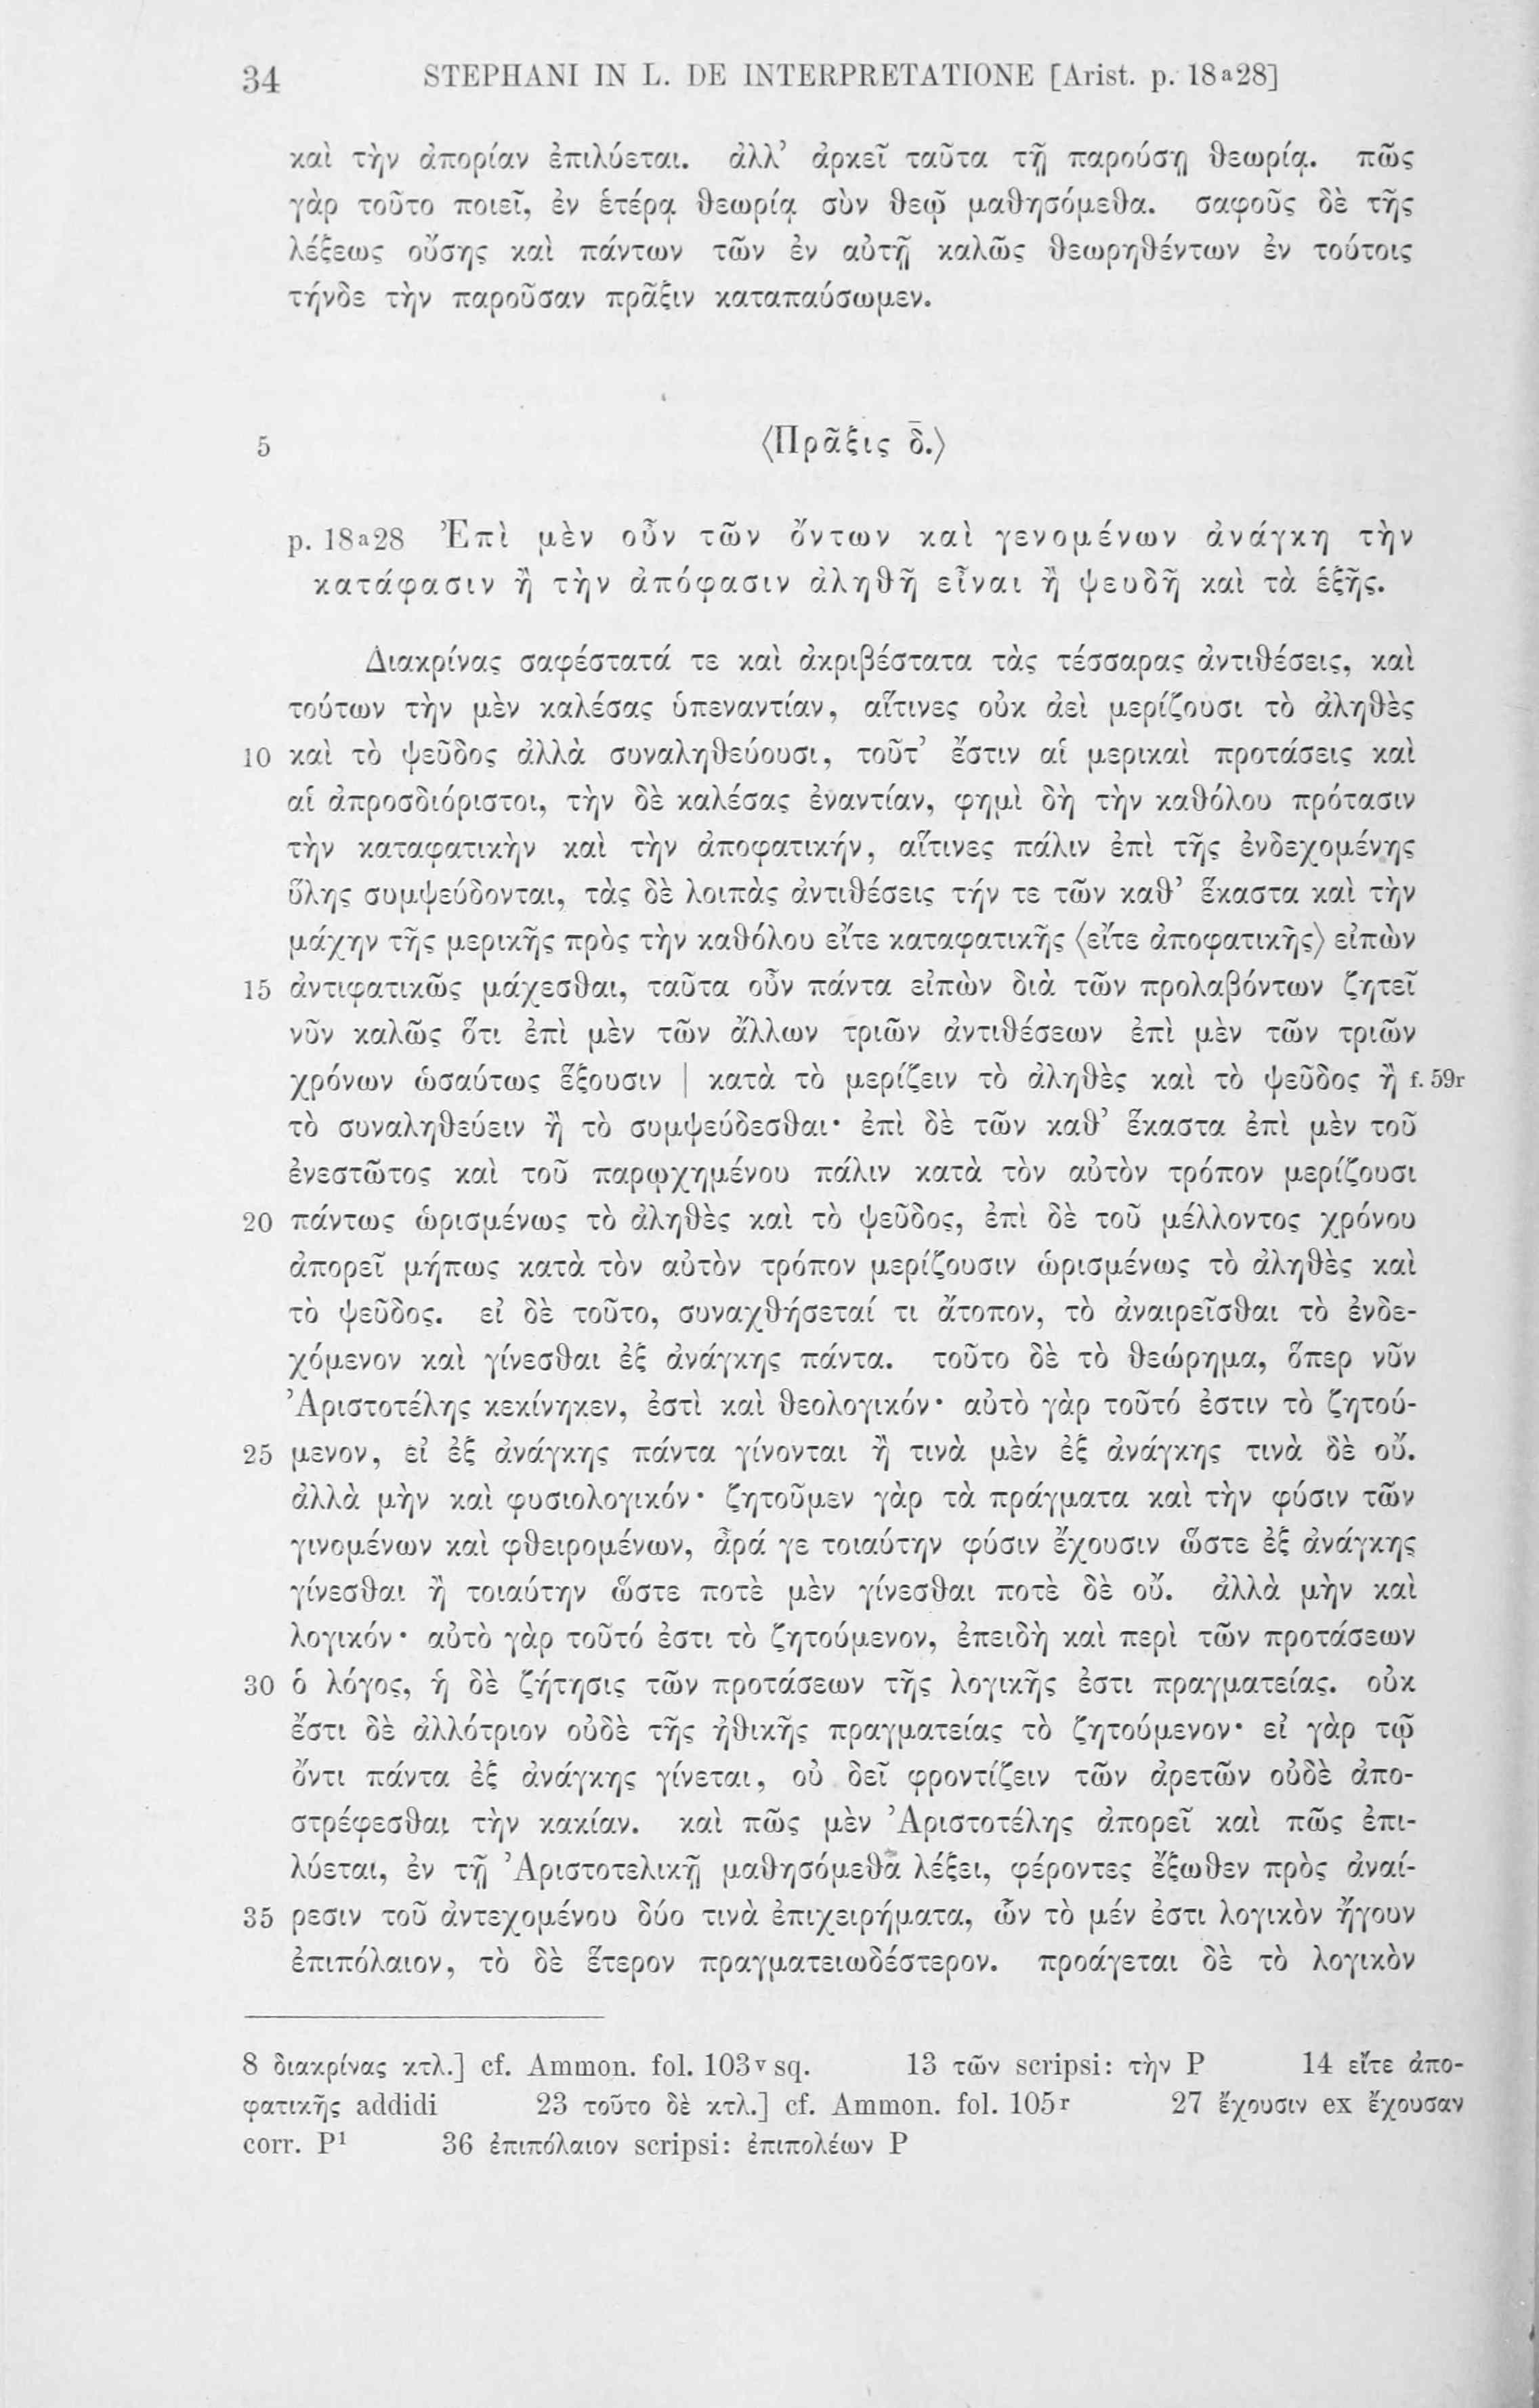 34 STEPHANI IN L. DE INTERPRETATIONE [Arist. p. 18a28]
καὶ τὴν ἀπορίαν ἐπιλύεται. ἀλλ’ ἀρκεῖ ταῦτα τῇ παρούσῃ θεωρίᾳ. πῶς
γὰρ τοῦτο ποιεῖ, ἐν ἑτέρᾳ θεωρίᾳ σὺν θεῷ μαθησόμεθα. σαφοῦς δὲ τῆς
λέξεως οὔσης καὶ πάντων τῶν ἐν αὐτῇ καλῶς θεωρηθέντων ἐν τούτοις
τήνδε τὴν παροῦσαν πρᾶξιν καταπαύσωμεν.
5 〈Πρᾶξις δ̄.〉
p. 18a28 Ἐπὶ μὲν οὖν τῶν ὄντων καὶ γενομένων ἀνάγκη τὴν
κατάφασιν ἢ τὴν ἀπόφασιν ἀληθῆ εἶναι ἢ ψευδῆ καὶ τὰ ἑξῆς.
Διακρίνας σαφέστατά τε καὶ ἀκριβέστατα τὰς τέσσαρας ἀντιθέσεις, καὶ
τούτων τὴν μὲν καλέσας ὑπεναντίαν, αἵτινες οὐκ ἀεὶ μερίζουσι τὸ ἀληθὲς
10 καὶ τὸ ψεῦδος ἀλλὰ συναληθεύουσι, τοῦτ’ ἔστιν αἱ μερικαὶ προτάσεις καὶ
αἱ ἀπροσδιόριστοι, τὴν δὲ καλέσας ἐναντίαν, φημὶ δὴ τὴν καθόλου πρότασιν
τὴν καταφατικὴν καὶ τὴν ἀποφατικήν, αἵτινες πάλιν ἐπὶ τῆς ἐνδεχομένης
ὕλης συμψεύδονται, τὰς δὲ λοιπὰς ἀντιθέσεις τήν τε τῶν καθ’ ἕκαστα καὶ τὴν
μάχην τῆς μερικῆς πρὸς τὴν καθόλου εἴτε καταφατικῆς 〈εἴτε ἀποφατικῆς〉 εἰπὼν
15 ἀντιφατικῶς μάχεσθαι, ταῦτα οὖν πάντα εἰπὼν διὰ τῶν προλαβόντων ζητεῖ
νῦν καλῶς ὅτι ἐπὶ μὲν τῶν ἄλλων τριῶν ἀντιθέσεων ἐπὶ μὲν τῶν τριῶν
χρόνων ὡσαύτως ἕξουσιν | κατὰ τὸ μερίζειν τὸ ἀληθὲς καὶ τὸ ψεῦδος ἢ f. 59r
τὸ συναληθεύειν ἢ τὸ συμψεύδεσθαι· ἐπὶ δὲ τῶν καθ’ ἕκαστα ἐπὶ μὲν τοῦ
ἐνεστῶτος καὶ τοῦ παρῳχημένου πάλιν κατὰ τὸν αὐτὸν τρόπον μερίζουσι
20 πάντως ὡρισμένως τὸ ἀληθὲς καὶ τὸ ψεῦδος, ἐπὶ δὲ τοῦ μέλλοντος χρόνου
ἀπορεῖ μήπως κατὰ τὸν αὐτὸν τρόπον μερίζουσιν ὡρισμένως τὸ ἀληθὲς καὶ
τὸ ψεῦδος. εἰ δὲ τοῦτο, συναχθήσεταί τι ἄτοπον, τὸ ἀναιρεῖσθαι τὸ ἐνδε-
χόμενον καὶ γίνεσθαι ἐξ ἀνάγκης πάντα. τοῦτο δὲ τὸ θεώρημα, ὅπερ νῦν
Ἀριστοτέλης κεκίνηκεν, ἐστὶ καὶ θεολογικόν· αὐτὸ γὰρ τοῦτό ἐστιν τὸ ζητού-
25 μενον, εἰ ἐξ ἀνάγκης πάντα γίνονται ἢ τινὰ μὲν ἐξ ἀνάγκης τινὰ δὲ οὔ.
ἀλλὰ μὴν καὶ φυσιολογικόν· ζητοῦμεν γὰρ τὰ πράγματα καὶ τὴν φύσιν τῶν
γινομένων καὶ φθειρομένων, ἆρά γε τοιαύτην φύσιν ἔχουσιν ὥστε ἐξ ἀνάγκης
γίνεσθαι ἢ τοιαύτην ὥστε ποτὲ μὲν γίνεσθαι ποτὲ δὲ οὔ. ἀλλὰ μὴν καὶ
λογικόν· αὐτὸ γὰρ τοῦτό ἐστι τὸ ζητούμενον, ἐπειδὴ καὶ περὶ τῶν προτάσεων
30 ὁ λόγος, ἡ δὲ ζήτησις τῶν προτάσεων τῆς λογικῆς ἐστι πραγματείας. οὐκ
ἔστι δὲ ἀλλότριον οὐδὲ τῆς ἠθικῆς πραγματείας τὸ ζητούμενον· εἰ γὰρ τῷ
ὄντι πάντα ἐξ ἀνάγκης γίνεται, οὐ δεῖ φροντίζειν τῶν ἀρετῶν οὐδὲ ἀπο-
στρέφεσθαι τὴν κακίαν. καὶ πῶς μὲν Ἀριστοτέλης ἀπορεῖ καὶ πῶς ἐπι-
λύεται, ἐν τῇ Ἀριστοτελικῇ μαθησόμεθα λέξει, φέροντες ἔξωθεν πρὸς ἀναί-
35 ρεσιν τοῦ ἀντεχομένου δύο τινὰ ἐπιχειρήματα, ὧν τὸ μέν ἐστι λογικὸν ἤγουν
ἐπιπόλαιον, τὸ δὲ ἕτερον πραγματειωδέστερον. προάγεται δὲ τὸ λογικὸν
8 διακρίνας κτλ.] cf. Ammon. fol. 103v sq. 13 τῶν scripsi: τὴν P 14 εἴτε ἀπο-
φατικῆς addidi 23 τοῦτο δὲ κτλ.] cf. Ammon. fol. 105r 27 ἔχουσιν ex ἔχουσαν
corr. P1 36 ἐπιπόλαιον scripsi: ἐπιπολέων P